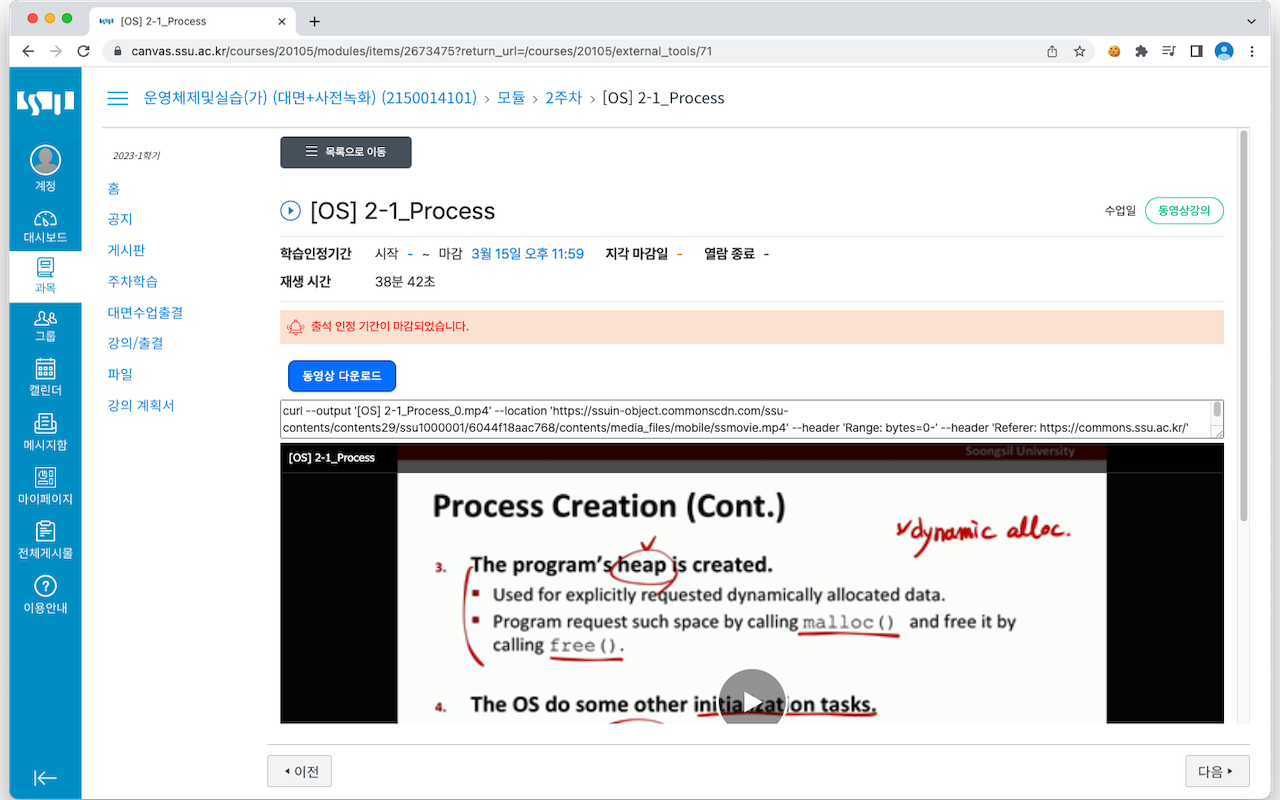 [OS] 2-1_Process
canvas.ssu.ac.kr/courses/20105/modules/items/2673475?return_url=/courses/20105/external_tools/71
운영체제및실습(가) (대면+사전녹화) (2150014101) › 모듈 › 2주차 › [OS] 2-1_Process
계정
대시보드
과목
그룹
캘린더
메시지함
마이페이지
전체게시물
이용안내
2023-1학기
홈
공지
게시판
주차학습
대면수업출결
강의/출결
파일
강의 계획서
목록으로 이동
[OS] 2-1_Process
수업일 동영상강의
학습인정기간 시작 - ~ 마감 3월 15일 오후 11:59 지각 마감일 - 열람 종료 -
재생 시간 38분 42초
출석 인정 기간이 마감되었습니다.
동영상 다운로드
curl --output '[OS] 2-1_Process_0.mp4' --location 'https://ssuin-object.commonscdn.com/ssu-
contents/contents29/ssu1000001/6044f18aac768/contents/media_files/mobile/ssmovie.mp4' --header 'Range: bytes=0-' --header 'Referer: https://commons.ssu.ac.kr/'
[OS] 2-1_Process
Soongsil University
Process Creation (Cont.)
dynamic alloc.
3. The program's heap is created.
▪ Used for explicitly requested dynamically allocated data.
▪ Program request such space by calling malloc() and free it by
calling free().
4. The OS do some other initialization tasks.
이전
다음